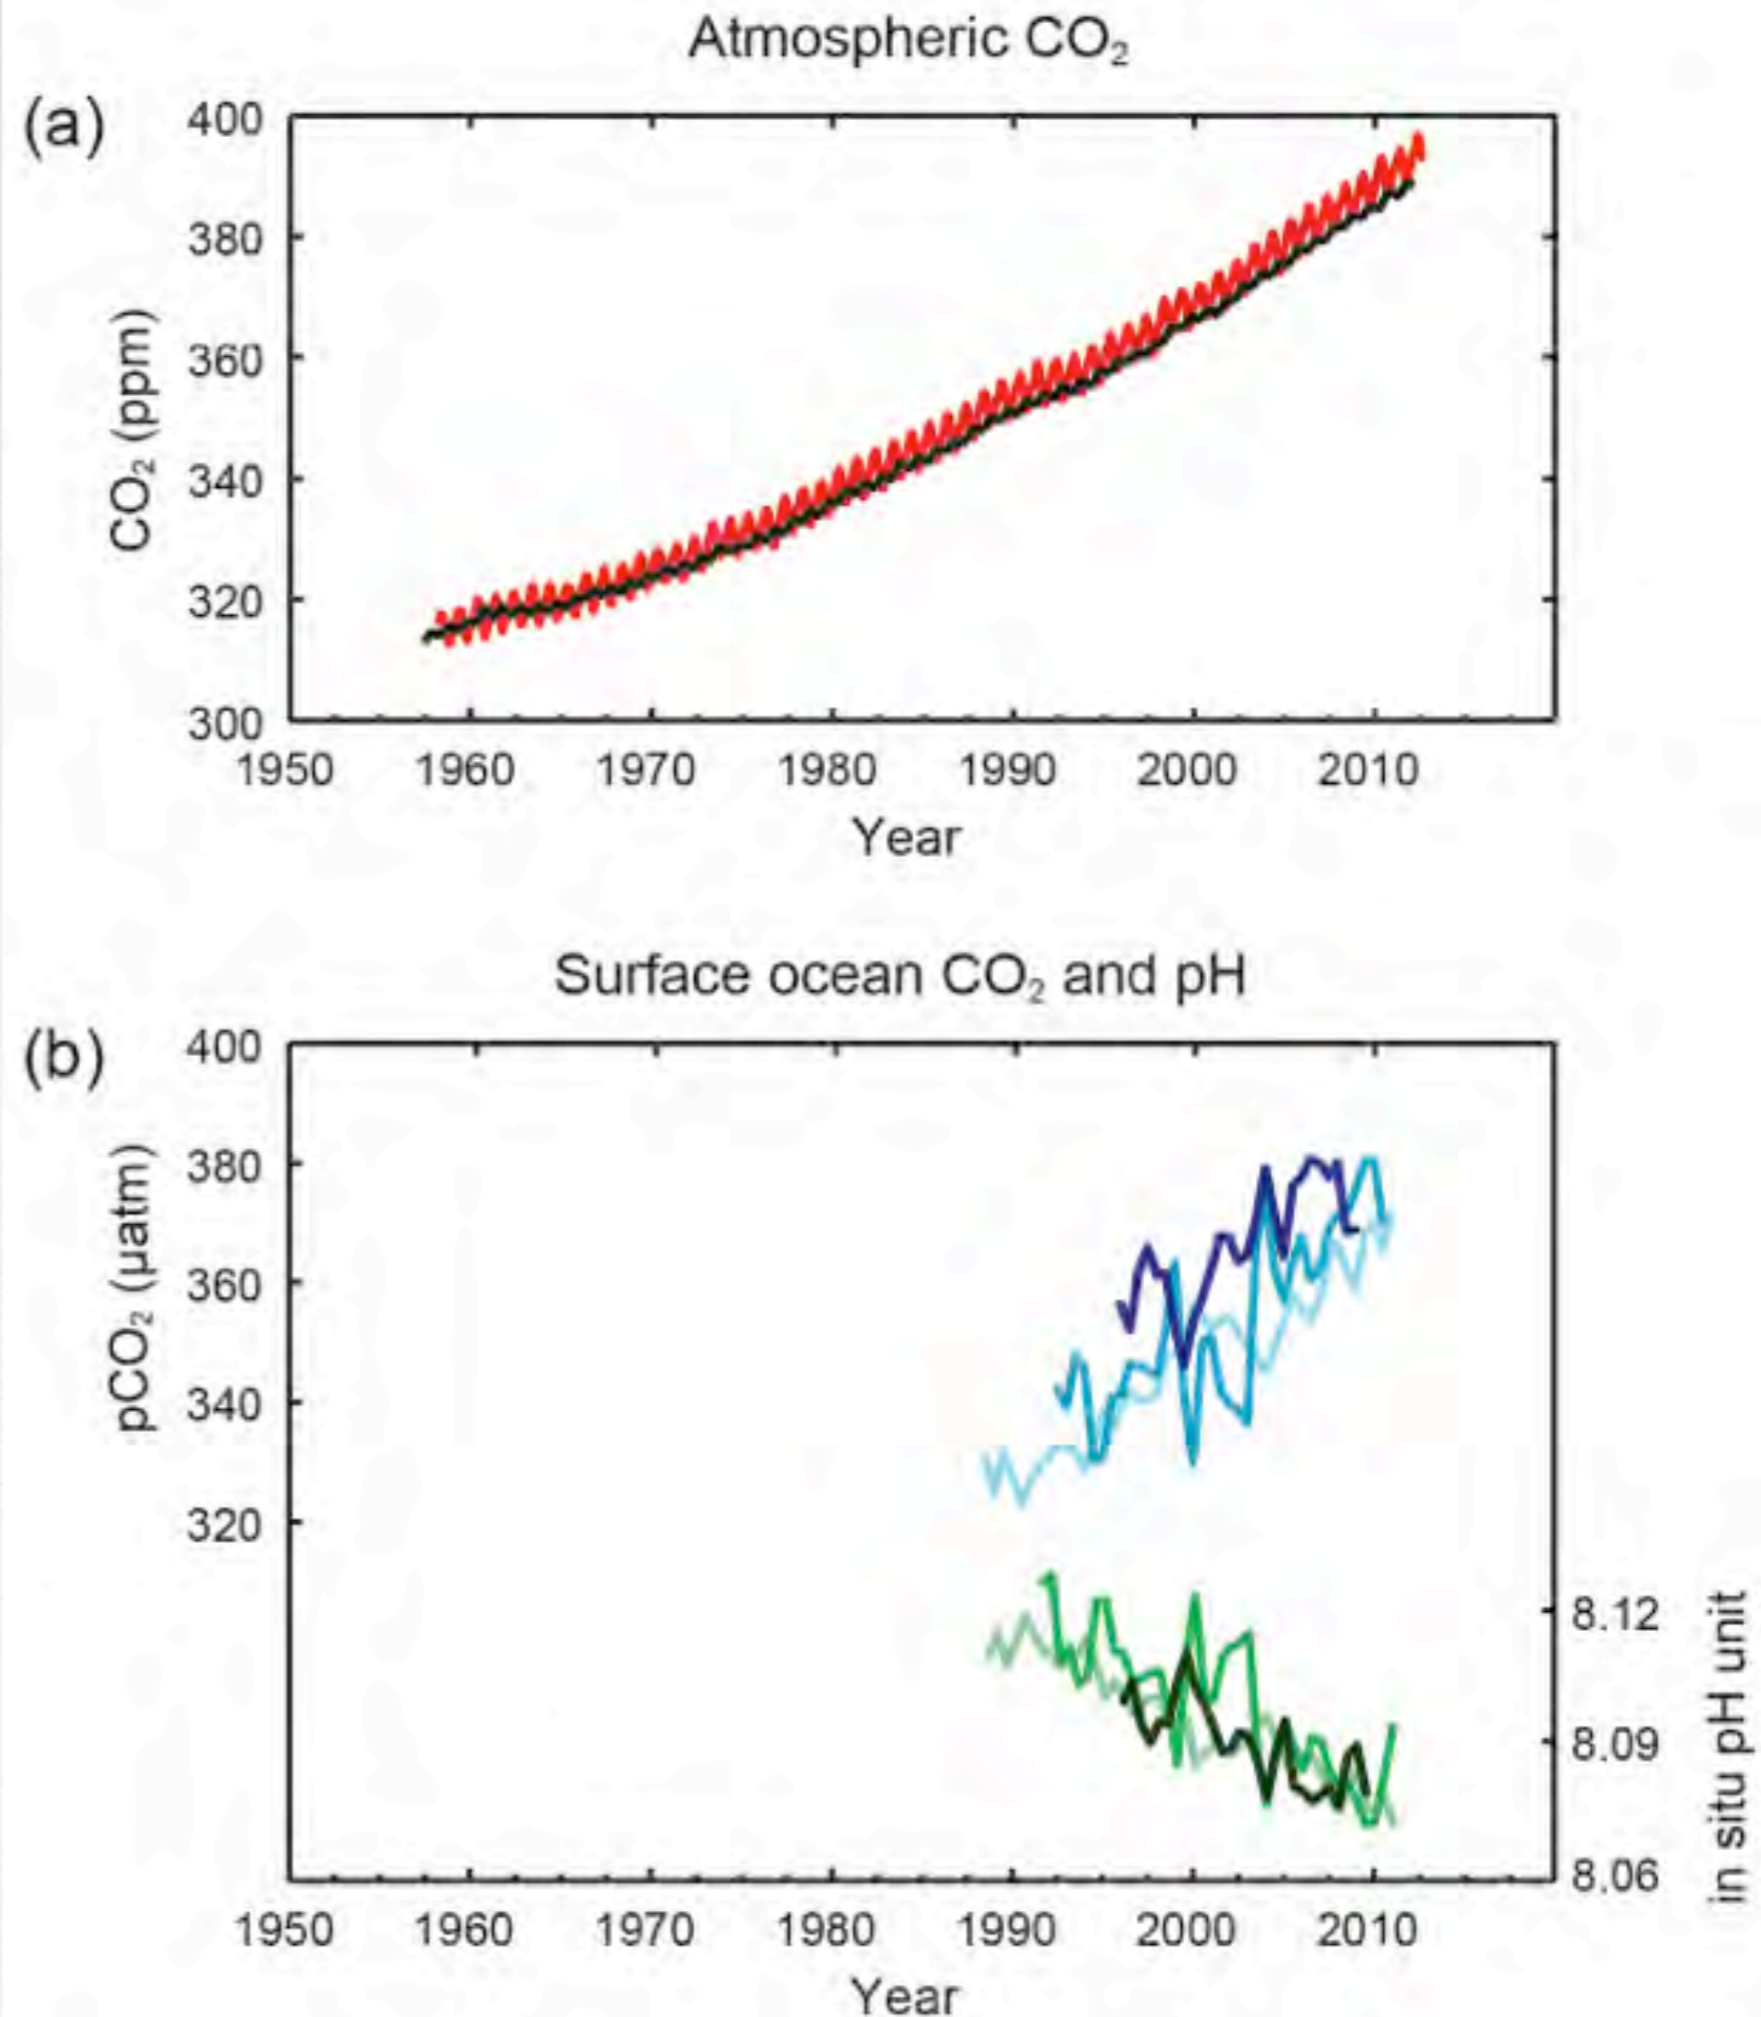 Atmospheric CO₂
(a)
400
380
360
340
320
300
CO₂ (ppm)
1950 1960 1970 1980 1990 2000 2010
Year
Surface ocean CO₂ and pH
(b)
400
380
360
340
320
pCO₂ (µatm)
8.12
8.09
8.06
in situ pH unit
1950 1960 1970 1980 1990 2000 2010
Year